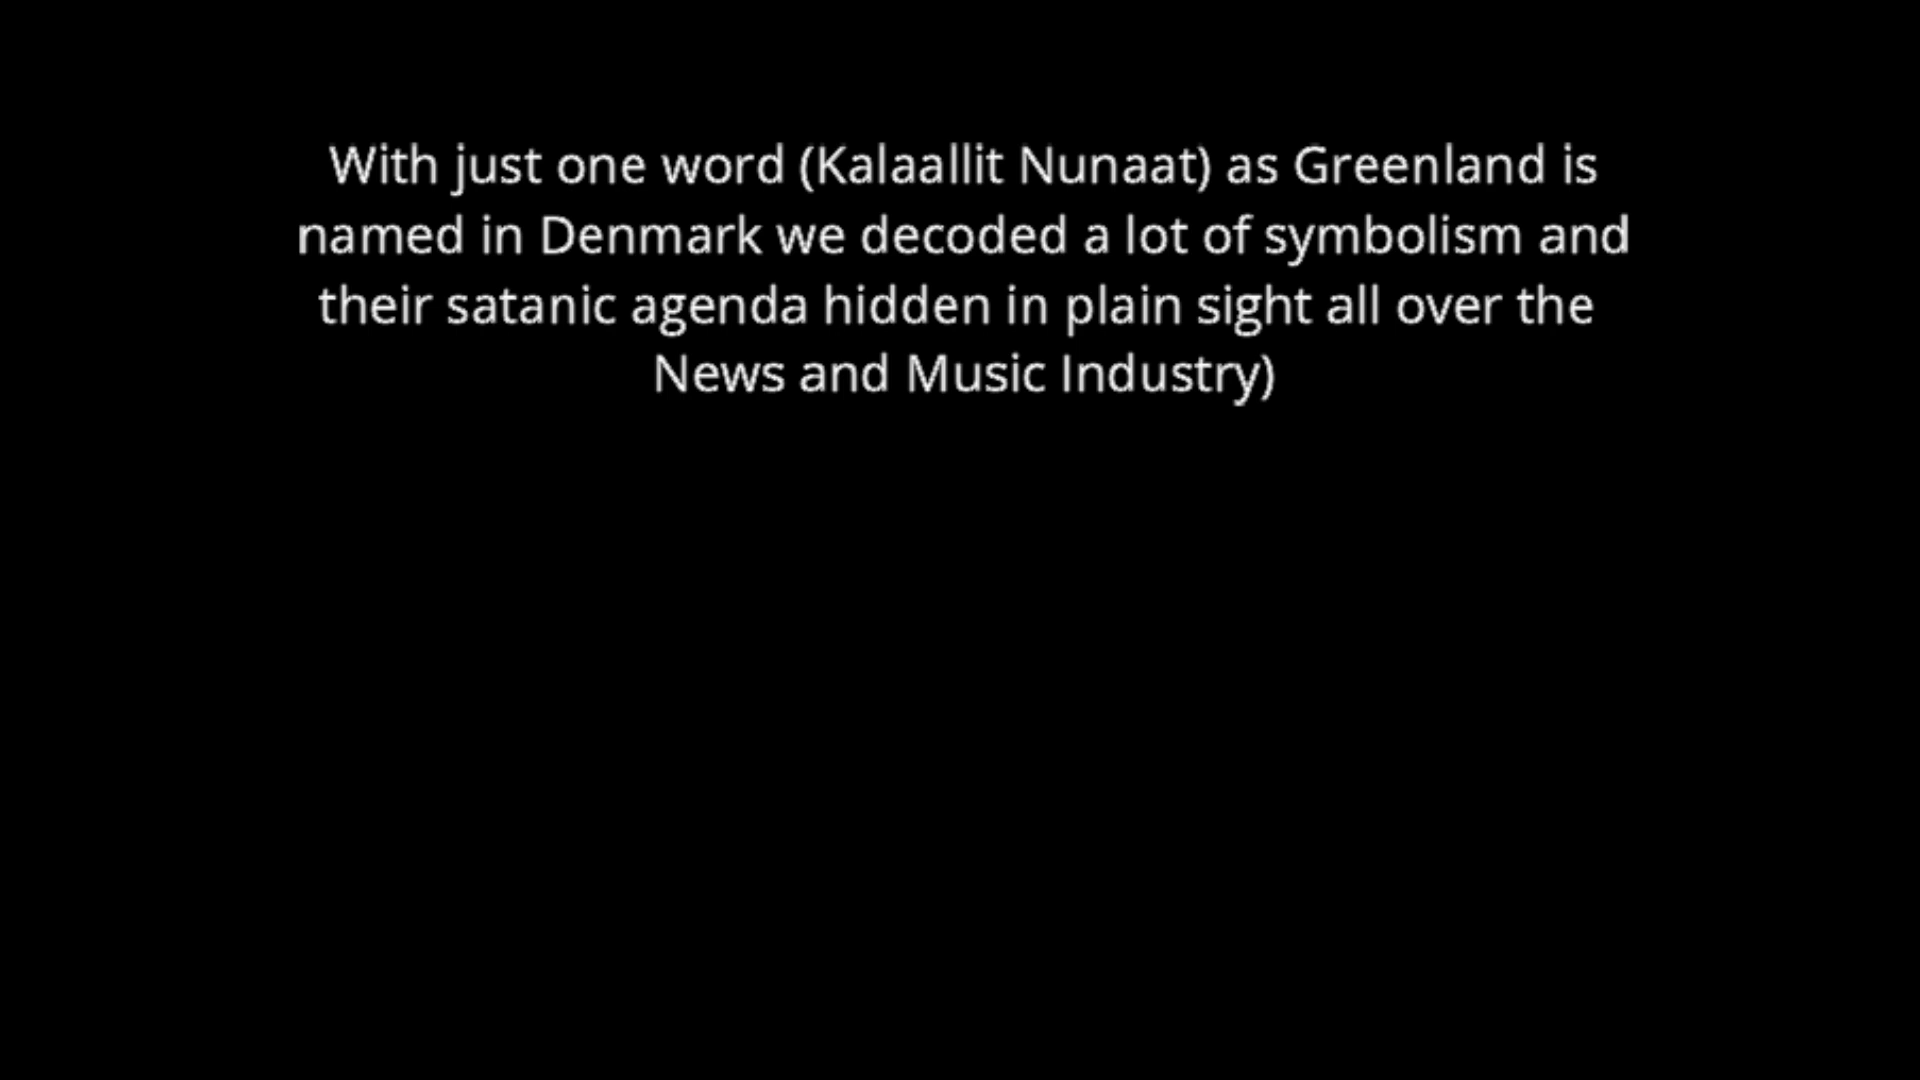 With just one word (Kalaallit Nunaat) as Greenland is
named in Denmark we decoded a lot of symbolism and
their satanic agenda hidden in plain sight all over the
News and Music Industry)